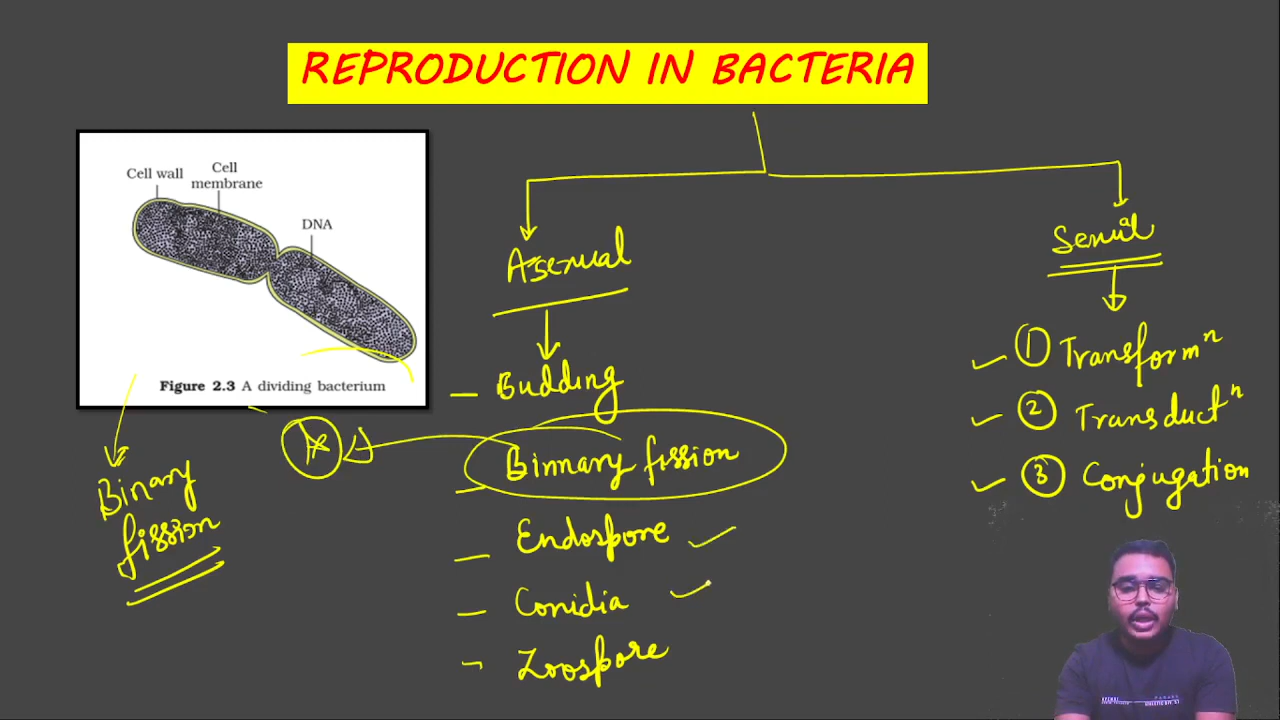 REPRODUCTION IN BACTERIA
Cell wall
Cell
membrane
DNA
Figure 2.3 A dividing bacterium
Binary
fission
Asexual
Budding
Binnary fission
Endospore
Conidia
Zoospore
Sexual
① Transformⁿ
② Transductⁿ
③ Conjugation